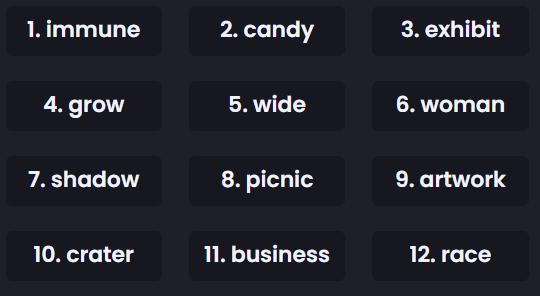 1. immune
2. candy
3. exhibit
4. grow
5. wide
6. woman
7. shadow
8. picnic
9. artwork
10. crater
11. business
12. race